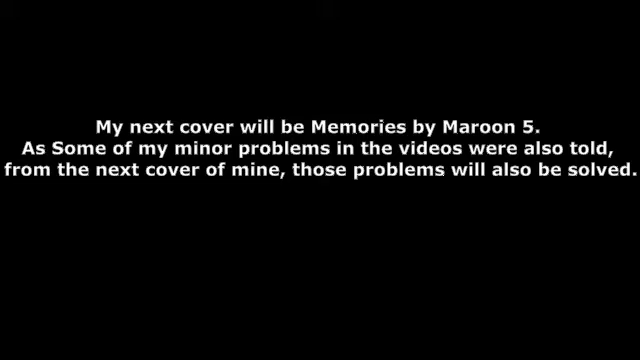 My next cover will be Memories by Maroon 5.
As Some of my minor problems in the videos were also told,
from the next cover of mine, those problems will also be solved.